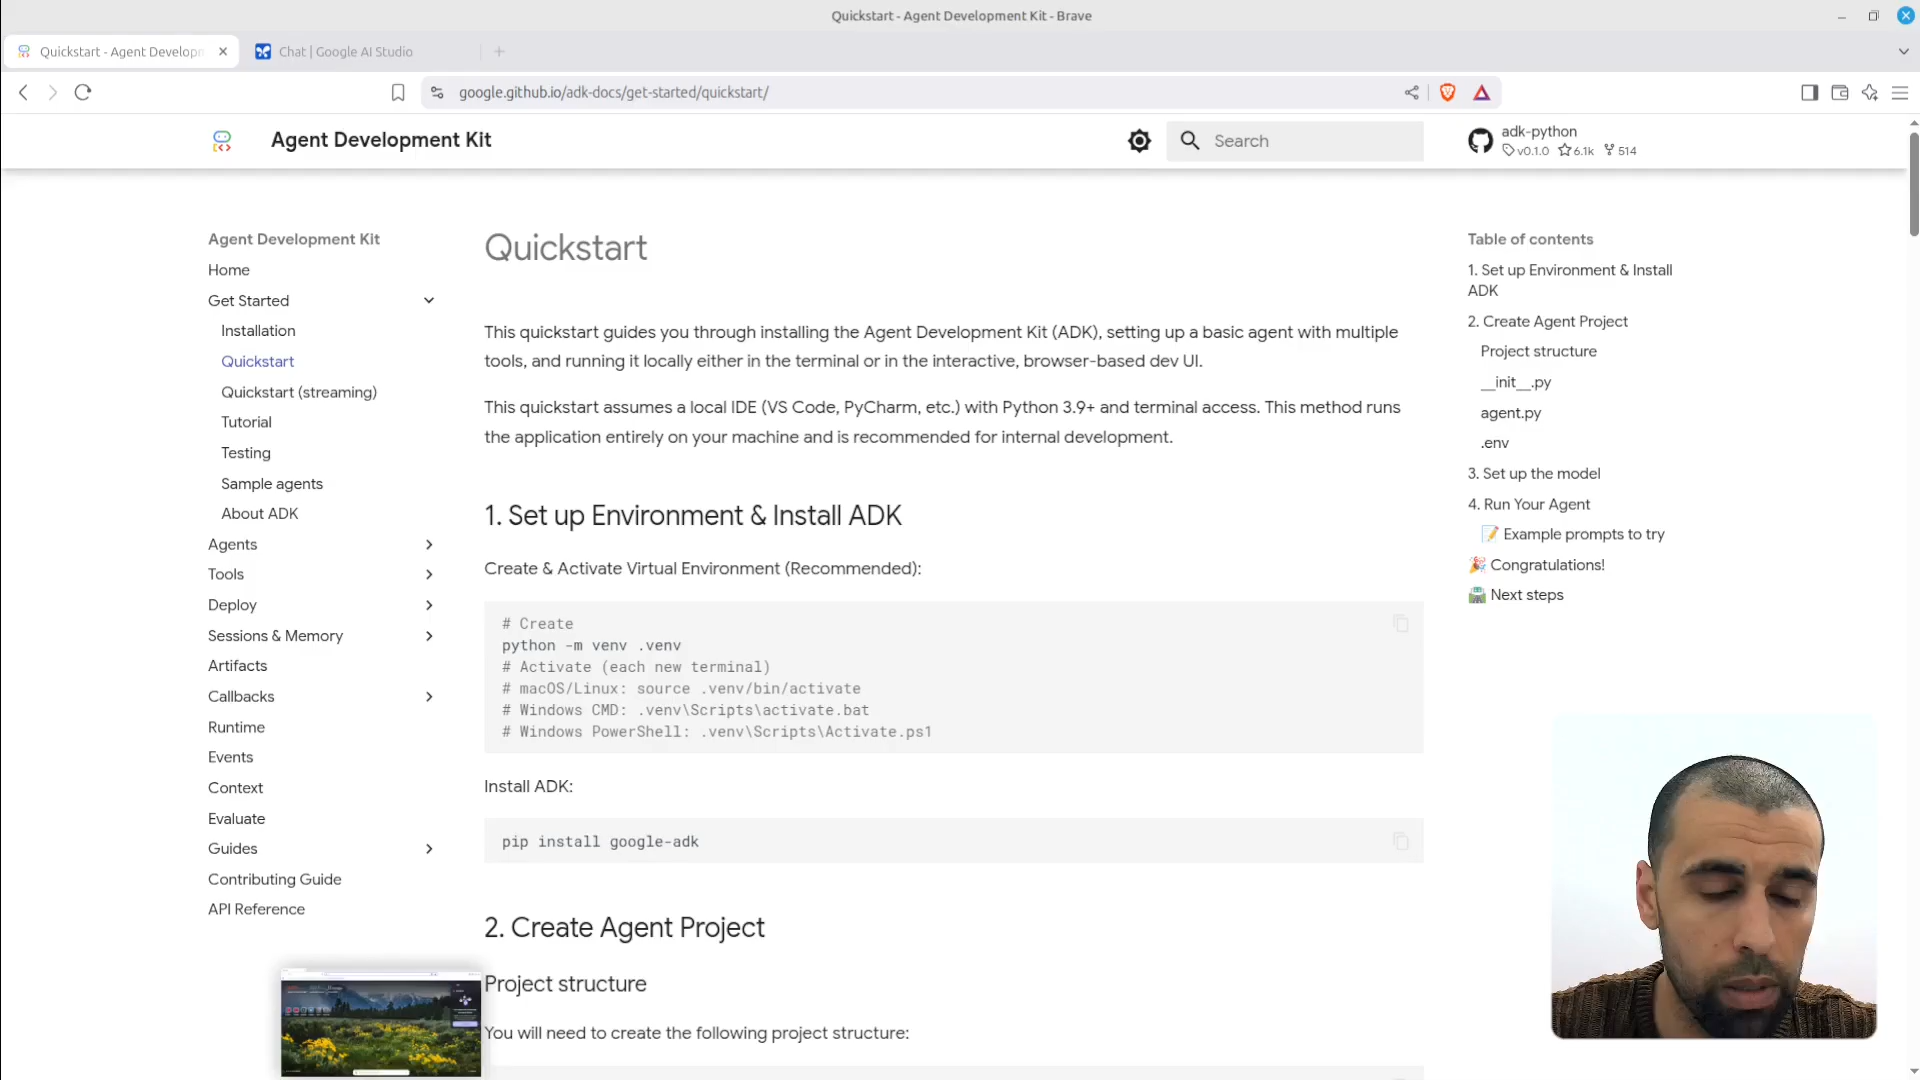 Quickstart - Agent Development Kit - Brave
Quickstart - Agent Developm
Chat | Google AI Studio
google.github.io/adk-docs/get-started/quickstart/
Agent Development Kit
Search
adk-python
v0.1.0 6.1k 514
Agent Development Kit
Home
Get Started
Installation
Quickstart
Quickstart (streaming)
Tutorial
Testing
Sample agents
About ADK
Agents
Tools
Deploy
Sessions & Memory
Artifacts
Callbacks
Runtime
Events
Context
Evaluate
Guides
Contributing Guide
API Reference
Quickstart
This quickstart guides you through installing the Agent Development Kit (ADK), setting up a basic agent with multiple
tools, and running it locally either in the terminal or in the interactive, browser-based dev UI.
This quickstart assumes a local IDE (VS Code, PyCharm, etc.) with Python 3.9+ and terminal access. This method runs
the application entirely on your machine and is recommended for internal development.
1. Set up Environment & Install ADK
Create & Activate Virtual Environment (Recommended):
# Create
python -m venv .venv
# Activate (each new terminal)
# macOS/Linux: source .venv/bin/activate
# Windows CMD: .venv\Scripts\activate.bat
# Windows PowerShell: .venv\Scripts\Activate.ps1
Install ADK:
pip install google-adk
2. Create Agent Project
Project structure
You will need to create the following project structure:
Table of contents
1. Set up Environment & Install
ADK
2. Create Agent Project
Project structure
__init__.py
agent.py
.env
3. Set up the model
4. Run Your Agent
📝 Example prompts to try
🎉 Congratulations!
🛣️ Next steps